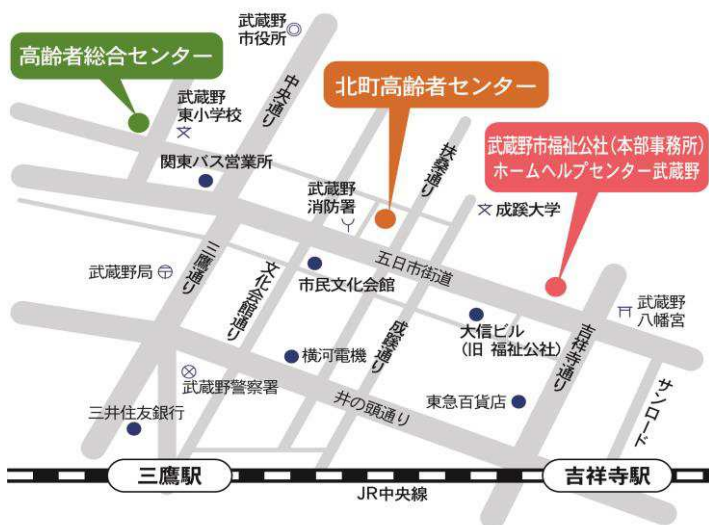 武蔵野
市役所
高齢者総合センター
中央通り
北町高齢者センター
武蔵野
東小学校
関東バス営業所
武蔵野
消防署
扶桑通り
武蔵野市福祉公社(本部事務所)
ホームヘルプセンター武蔵野
成蹊大学
三鷹通り
武蔵野局
文化会館通り
市民文化会館
五日市街道
成蹊通り
大信ビル
(旧 福祉公社)
吉祥寺通り
武蔵野
八幡宮
横河電機
武蔵野警察署
井の頭通り
東急百貨店
サンロード
三井住友銀行
三鷹駅
JR中央線
吉祥寺駅